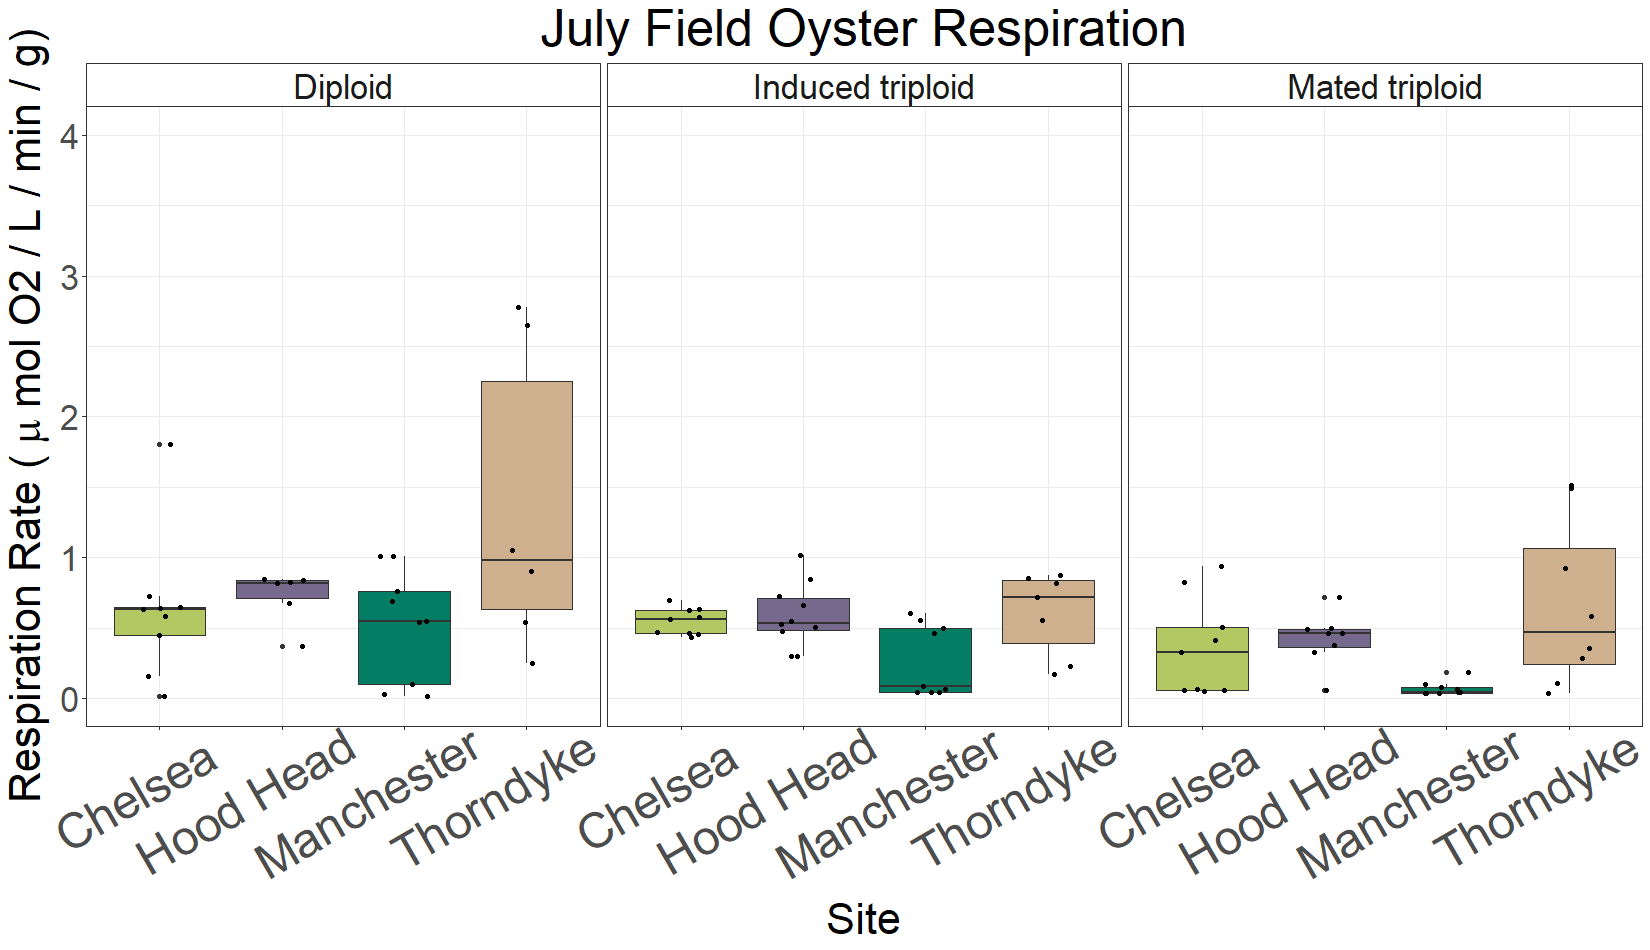 July Field Oyster Respiration
Diploid
Induced triploid
Mated triploid
Respiration Rate ( μ mol O2 / L / min / g)
4
3
2
1
0
Chelsea
Hood Head
Manchester
Thorndyke
Chelsea
Hood Head
Manchester
Thorndyke
Chelsea
Hood Head
Manchester
Thorndyke
Site